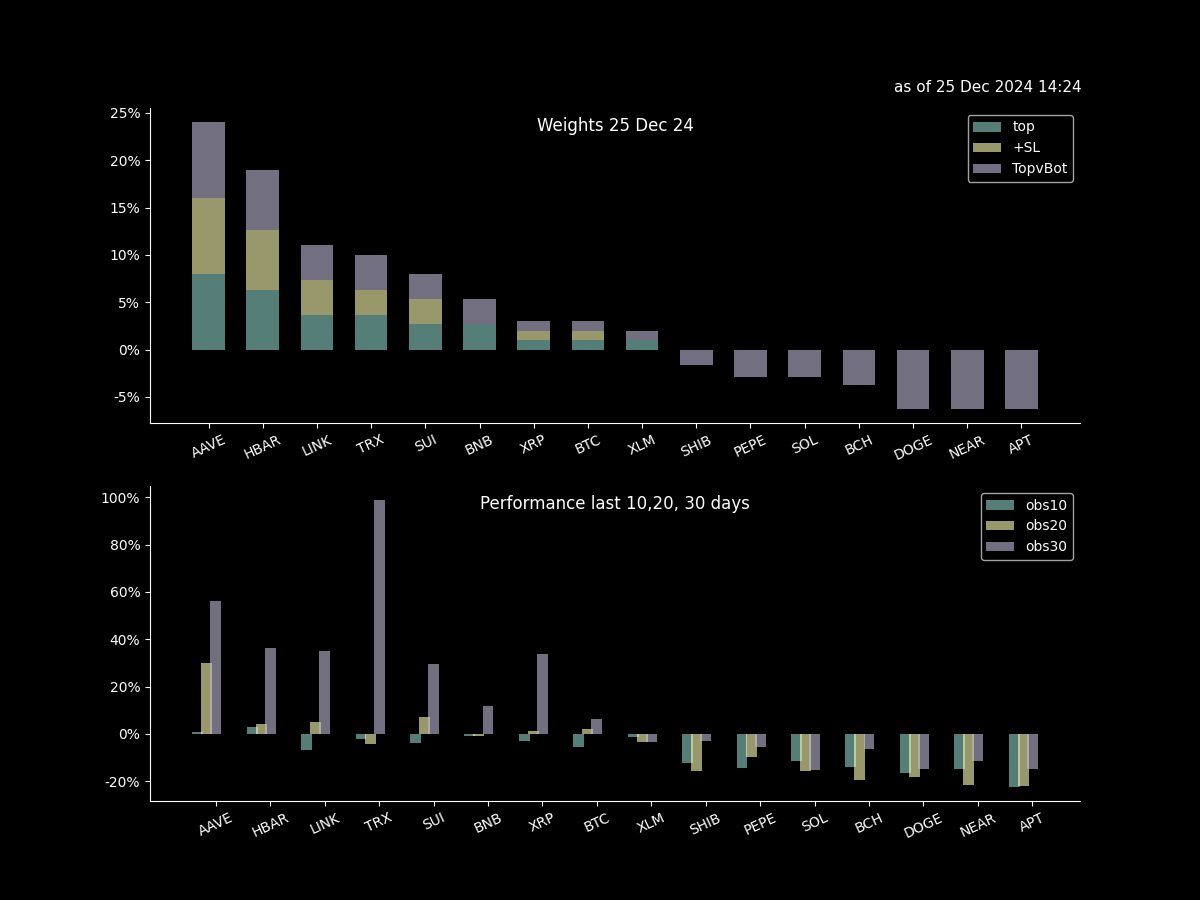 as of 25 Dec 2024 14:24
Weights 25 Dec 24
top
+SL
TopvBot
25%
20%
15%
10%
5%
0%
-5%
AAVE HBAR LINK TRX SUI BNB XRP BTC XLM SHIB PEPE SOL BCH DOGE NEAR APT
Performance last 10,20, 30 days
obs10
obs20
obs30
100%
80%
60%
40%
20%
0%
-20%
AAVE HBAR LINK TRX SUI BNB XRP BTC XLM SHIB PEPE SOL BCH DOGE NEAR APT